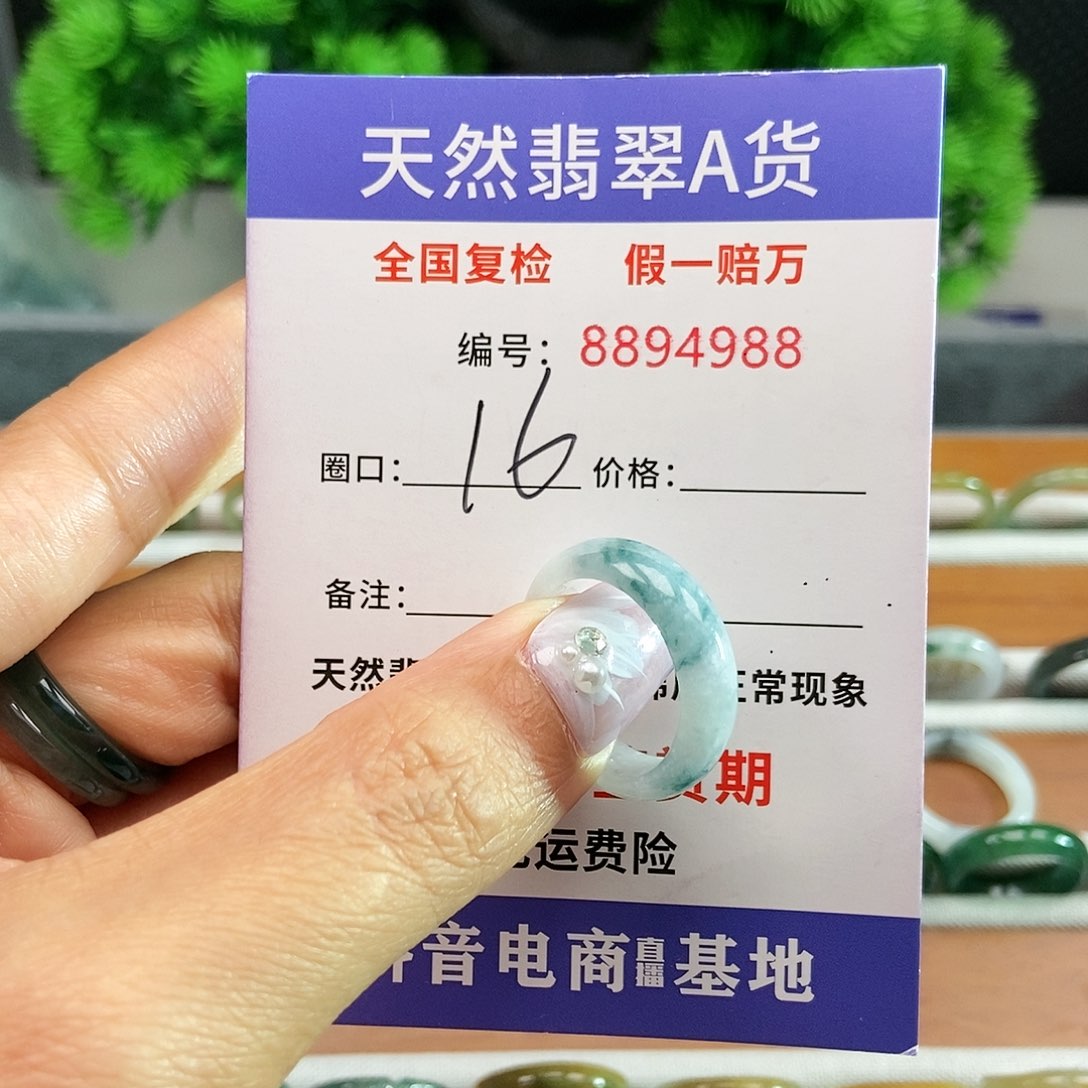 天然翡翠A货
全国复检 假一赔万
编号：8894988
圈口：16 价格：
备注：
天然 正常现象
期
运费险
音电商直播基地